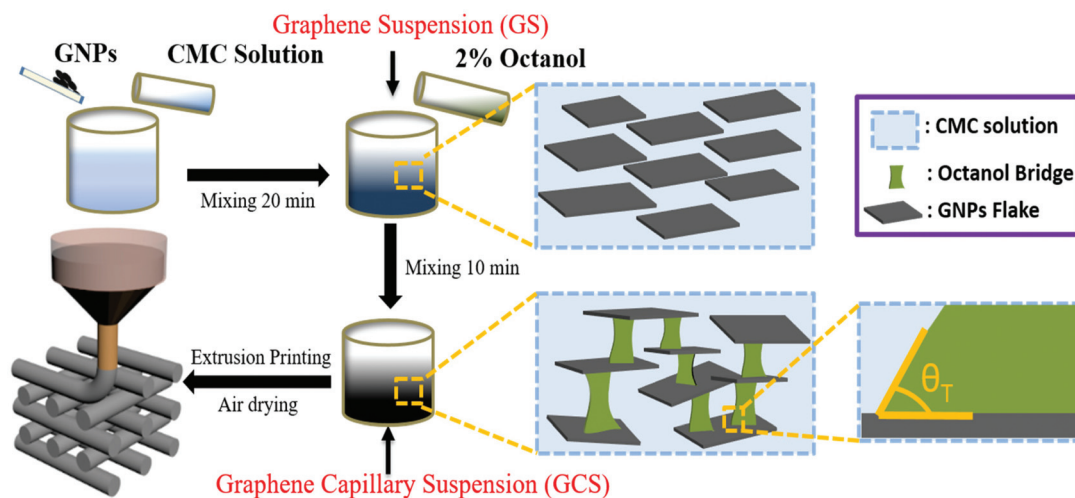 Graphene Suspension (GS)
GNPs
CMC Solution
2% Octanol
Mixing 20 min
: CMC solution
: Octanol Bridge
: GNPs Flake
Mixing 10 min
Extrusion Printing
Air drying
θT
Graphene Capillary Suspension (GCS)